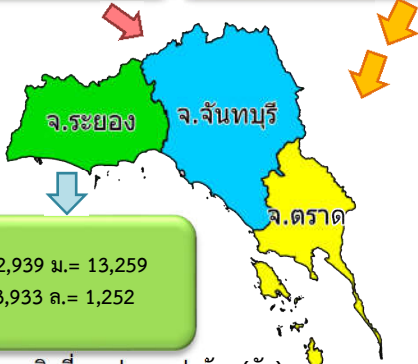 จ.ระยอง
จ.จันทบุรี
จ.ตราด
2,939 ม.= 13,259
3,933 ล.= 1,252